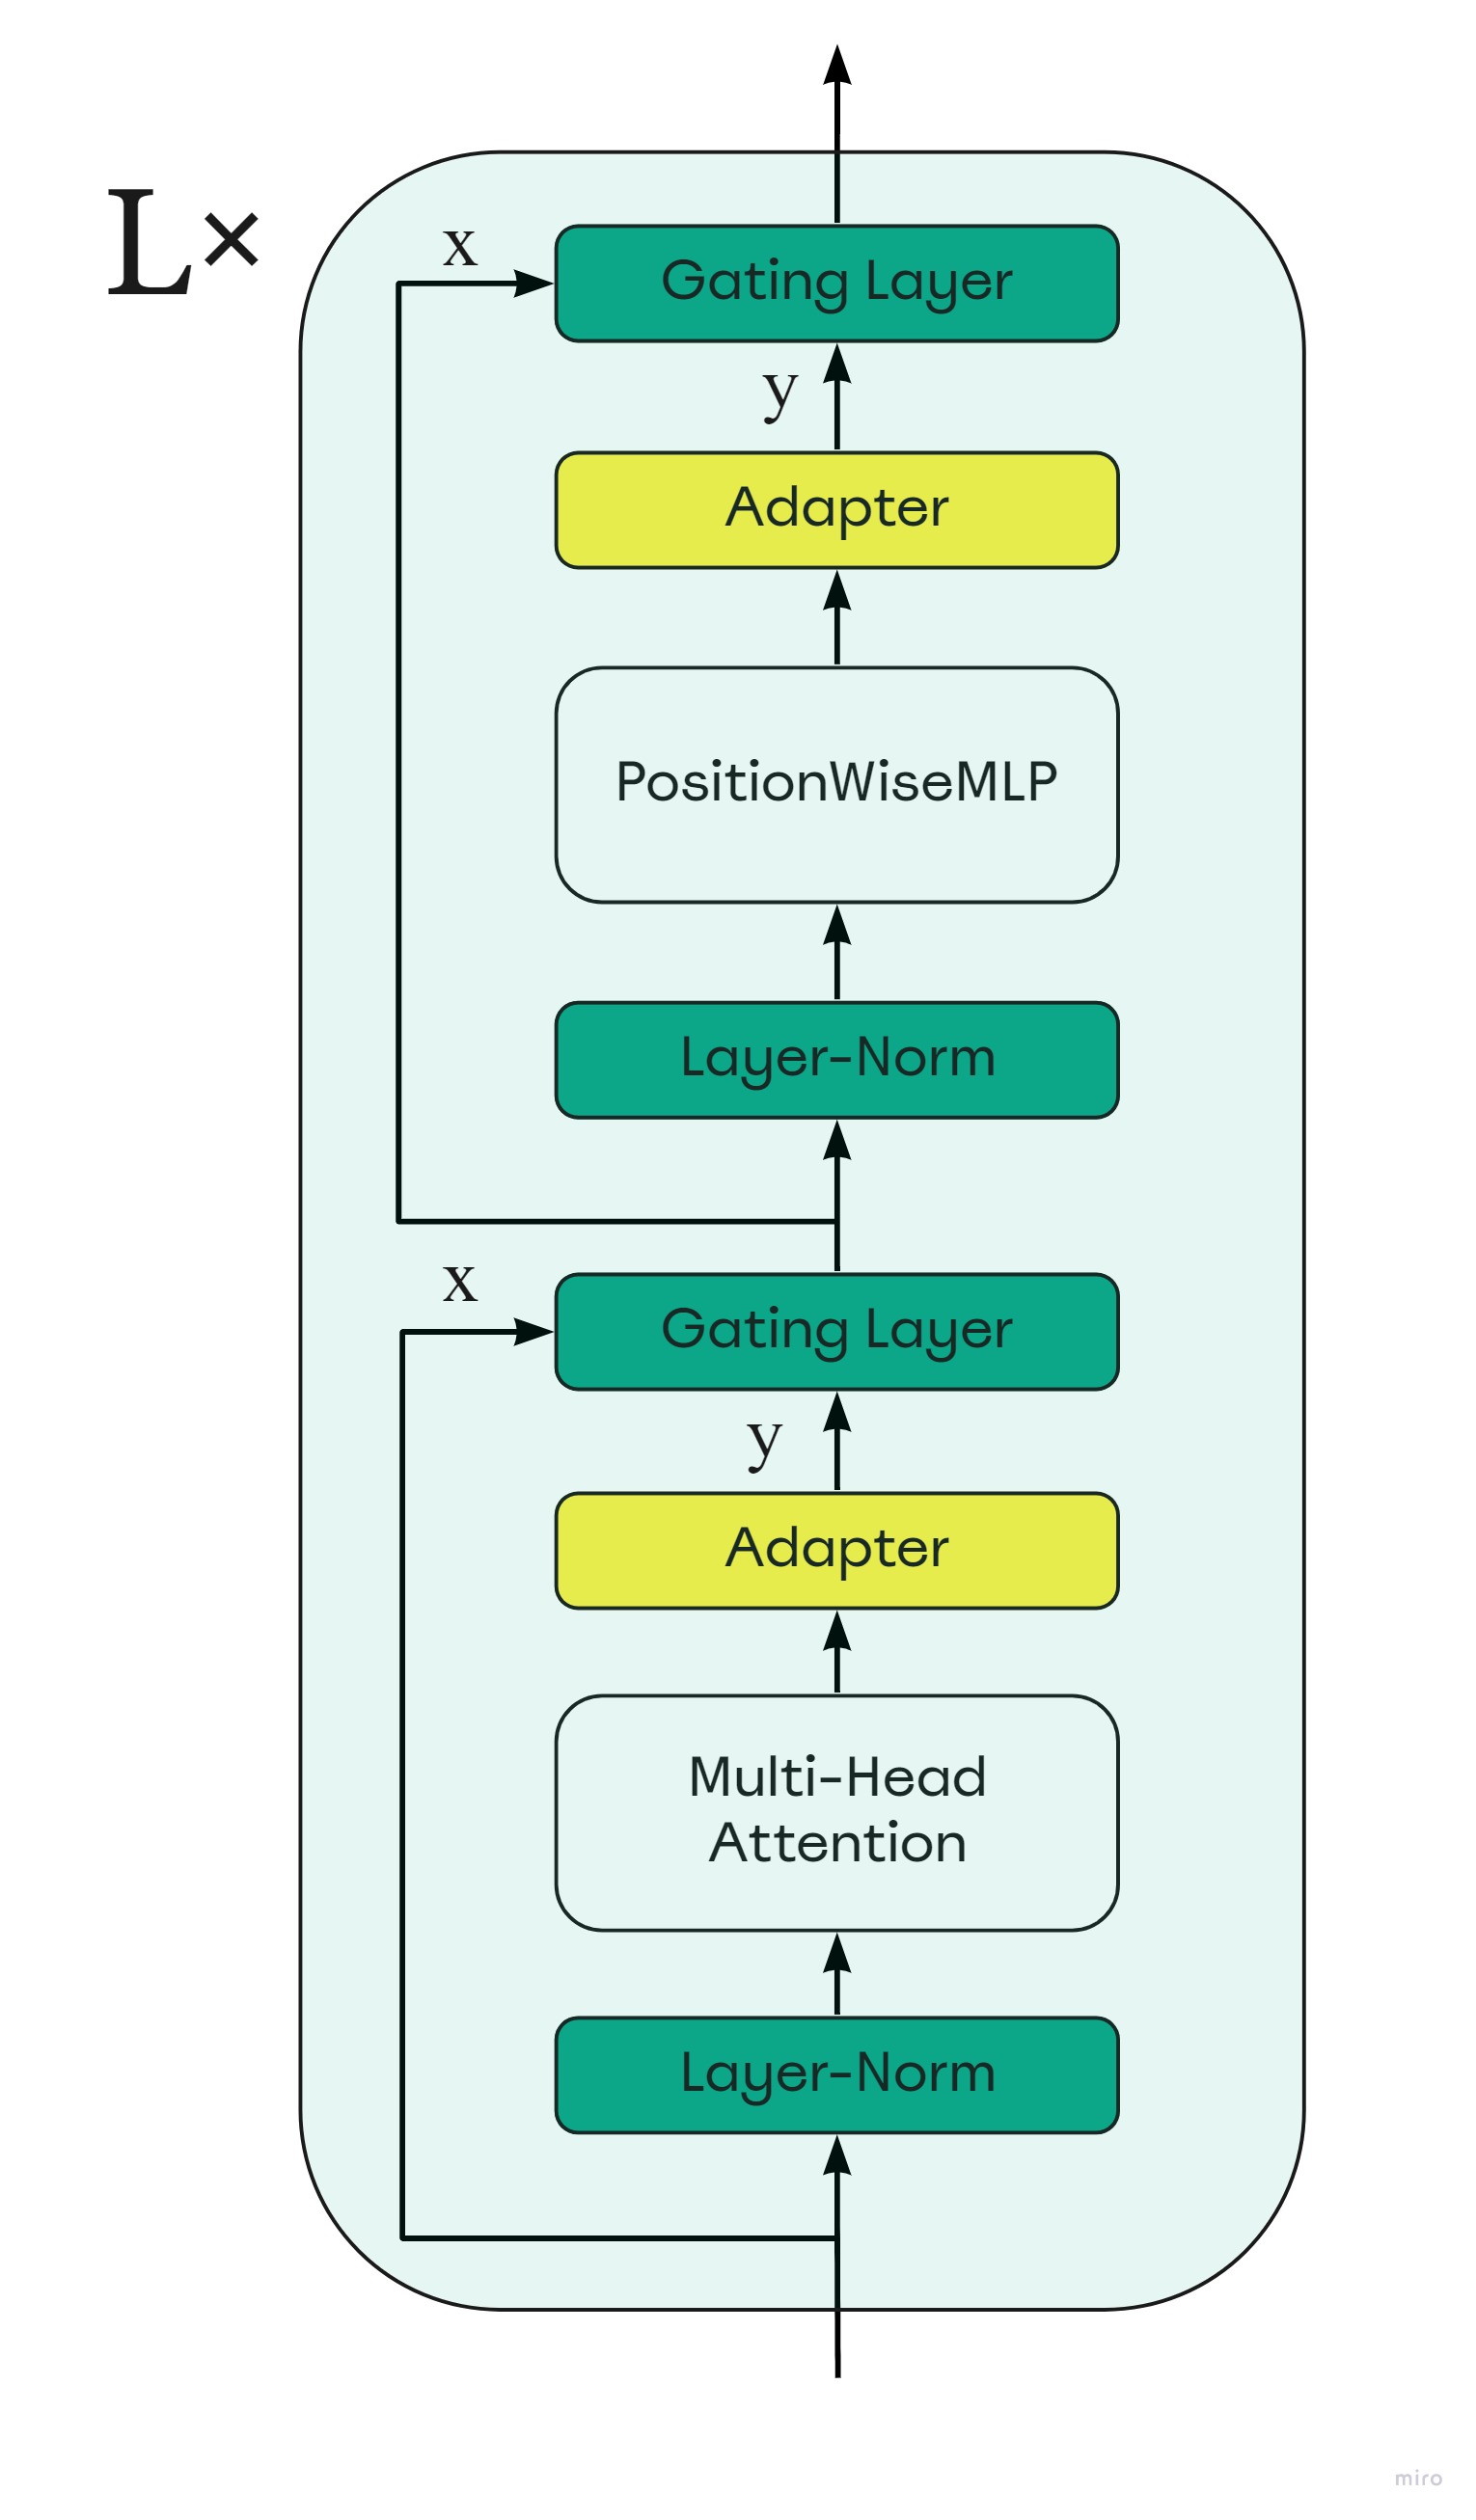 L×
x
Gating Layer
y
Adapter
PositionWiseMLP
Layer-Norm
x
Gating Layer
y
Adapter
Multi-Head
Attention
Layer-Norm
miro